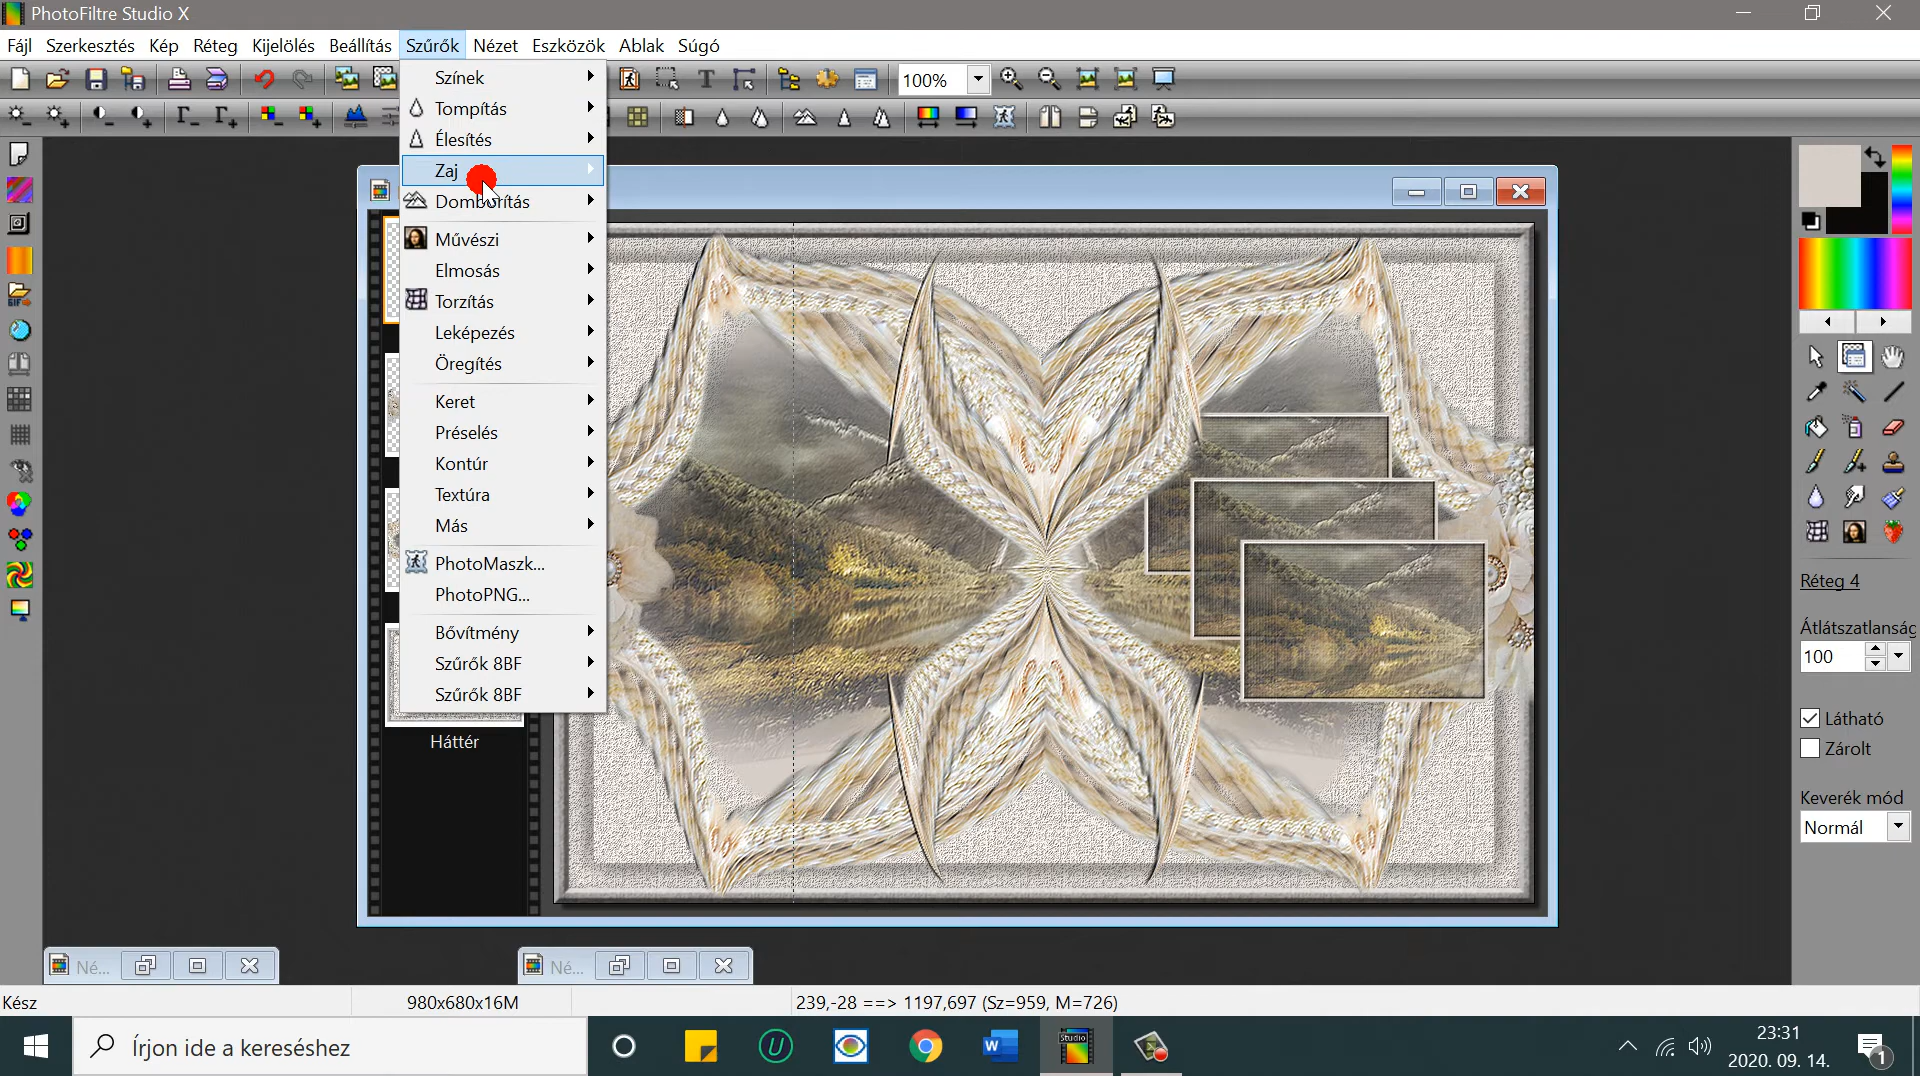 PhotoFiltre Studio X
Fájl Szerkesztés Kép Réteg Kijelölés Beállítás Szűrők Nézet Eszközök Ablak Súgó
100%
Színek
Tompítás
Élesítés
Zaj
Domborítás
Művészi
Elmosás
Torzítás
Leképezés
Öregítés
Keret
Préselés
Kontúr
Textúra
Más
PhotoMaszk...
PhotoPNG...
Bővítmény
Szűrők 8BF
Szűrők 8BF
Háttér
Réteg 4
Átlátszatlanság
100
Látható
Zárolt
Keverék mód
Normál
Né...
Né...
Kész
980x680x16M
239,-28 ==> 1197,697 (Sz=959, M=726)
Írjon ide a kereséshez
Studio
23:31
2020. 09. 14.
1